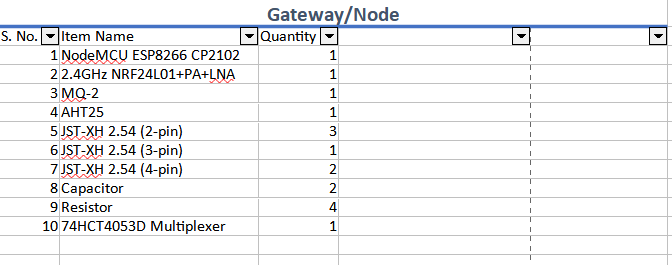 Gateway/Node
S. No. Item Name Quantity
1 NodeMCU ESP8266 CP2102 1
2 2.4GHz NRF24L01+PA+LNA 1
3 MQ-2 1
4 AHT25 1
5 JST-XH 2.54 (2-pin) 3
6 JST-XH 2.54 (3-pin) 1
7 JST-XH 2.54 (4-pin) 2
8 Capacitor 2
9 Resistor 4
10 74HCT4053D Multiplexer 1